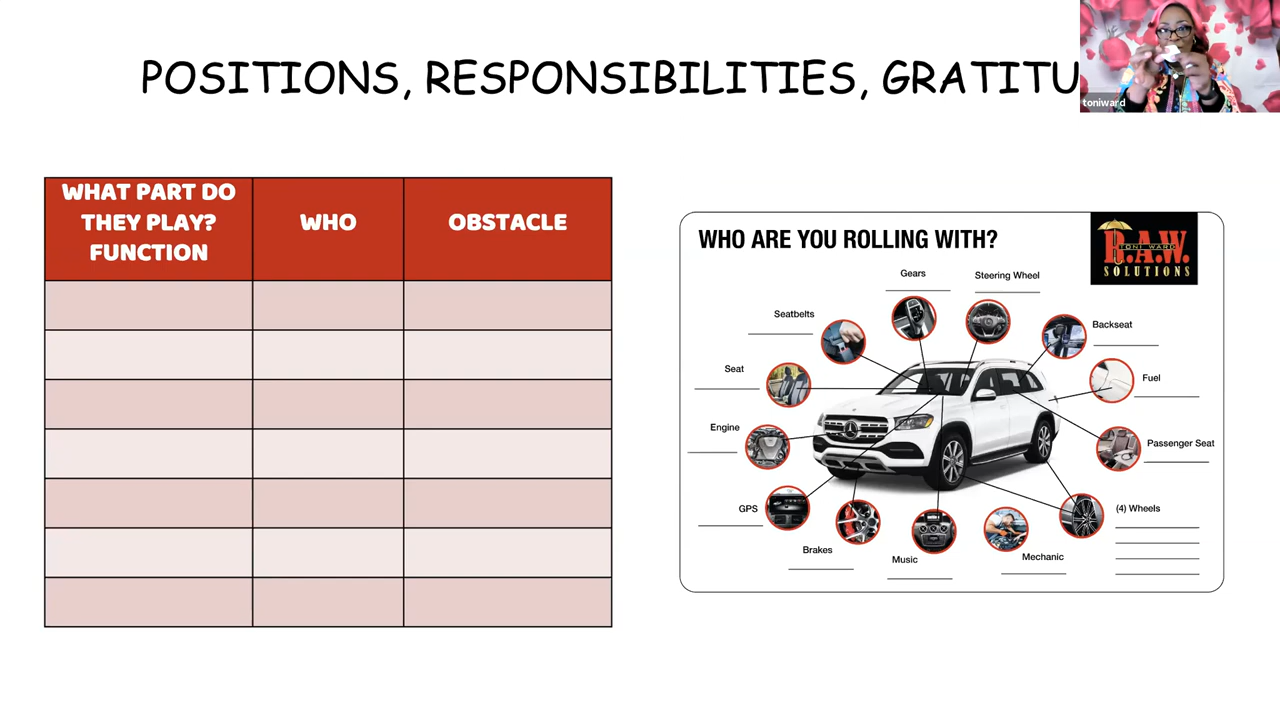 POSITIONS, RESPONSIBILITIES, GRATITU
toniward
WHAT PART DO
THEY PLAY?
FUNCTION
WHO
OBSTACLE
WHO ARE YOU ROLLING WITH?
R.A.W.
TONI WARD
SOLUTIONS
Gears
Steering Wheel
Seatbelts
Backseat
Seat
Fuel
Engine
Passenger Seat
GPS
(4) Wheels
Brakes
Music
Mechanic